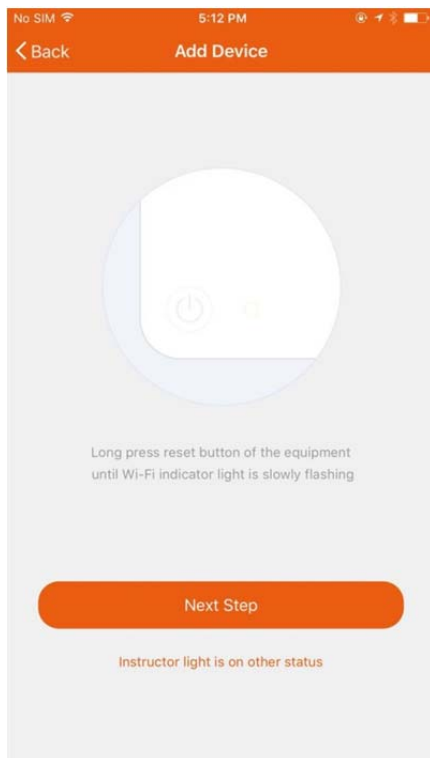 No SIM 5:12 PM
Back Add Device
Long press reset button of the equipment
until Wi-Fi indicator light is slowly flashing
Next Step
Instructor light is on other status